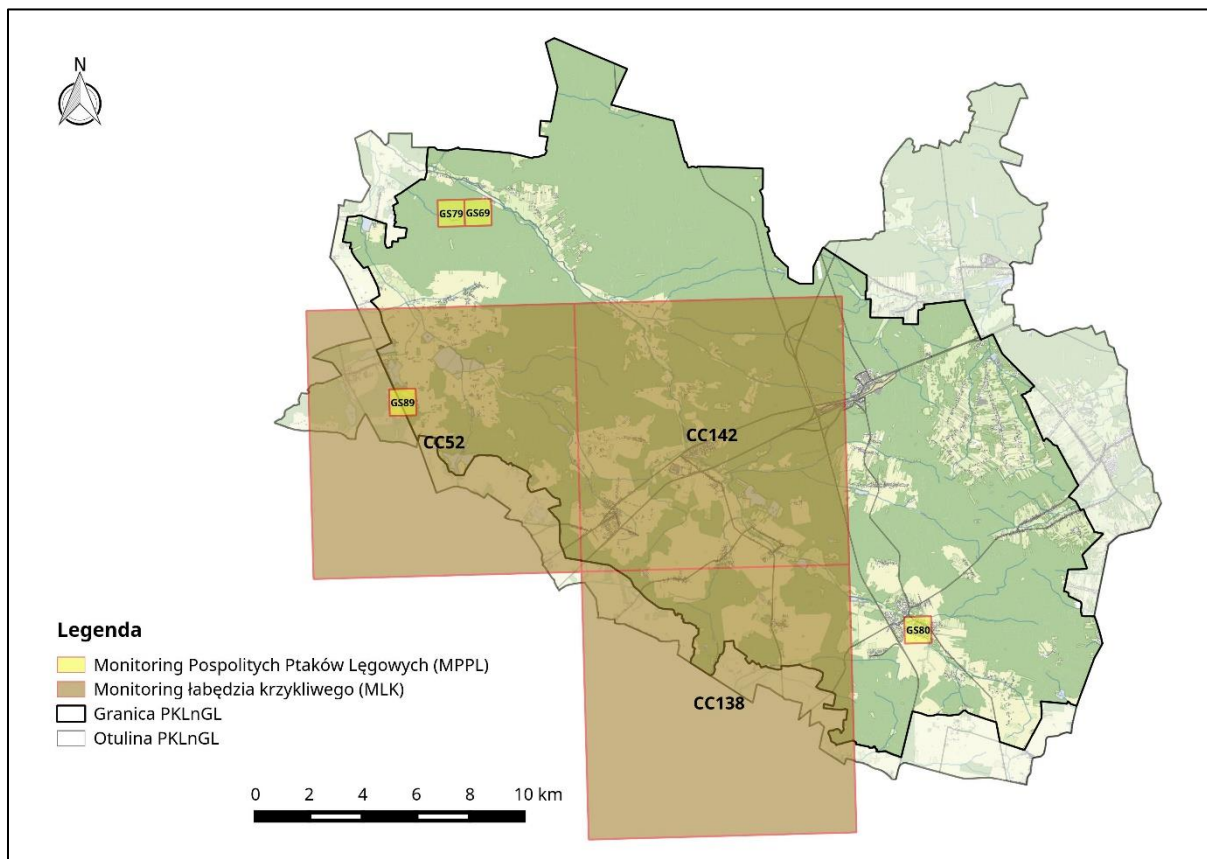 N
GS79
GS69
GS89
CC52
CC142
GS80
CC138
Legenda
Monitoring Pospolitych Ptaków Lęgowych (MPPL)
Monitoring łabędzia krzykliwego (MLK)
Granica PKLnGL
Otulina PKLnGL
0 2 4 6 8 10 km